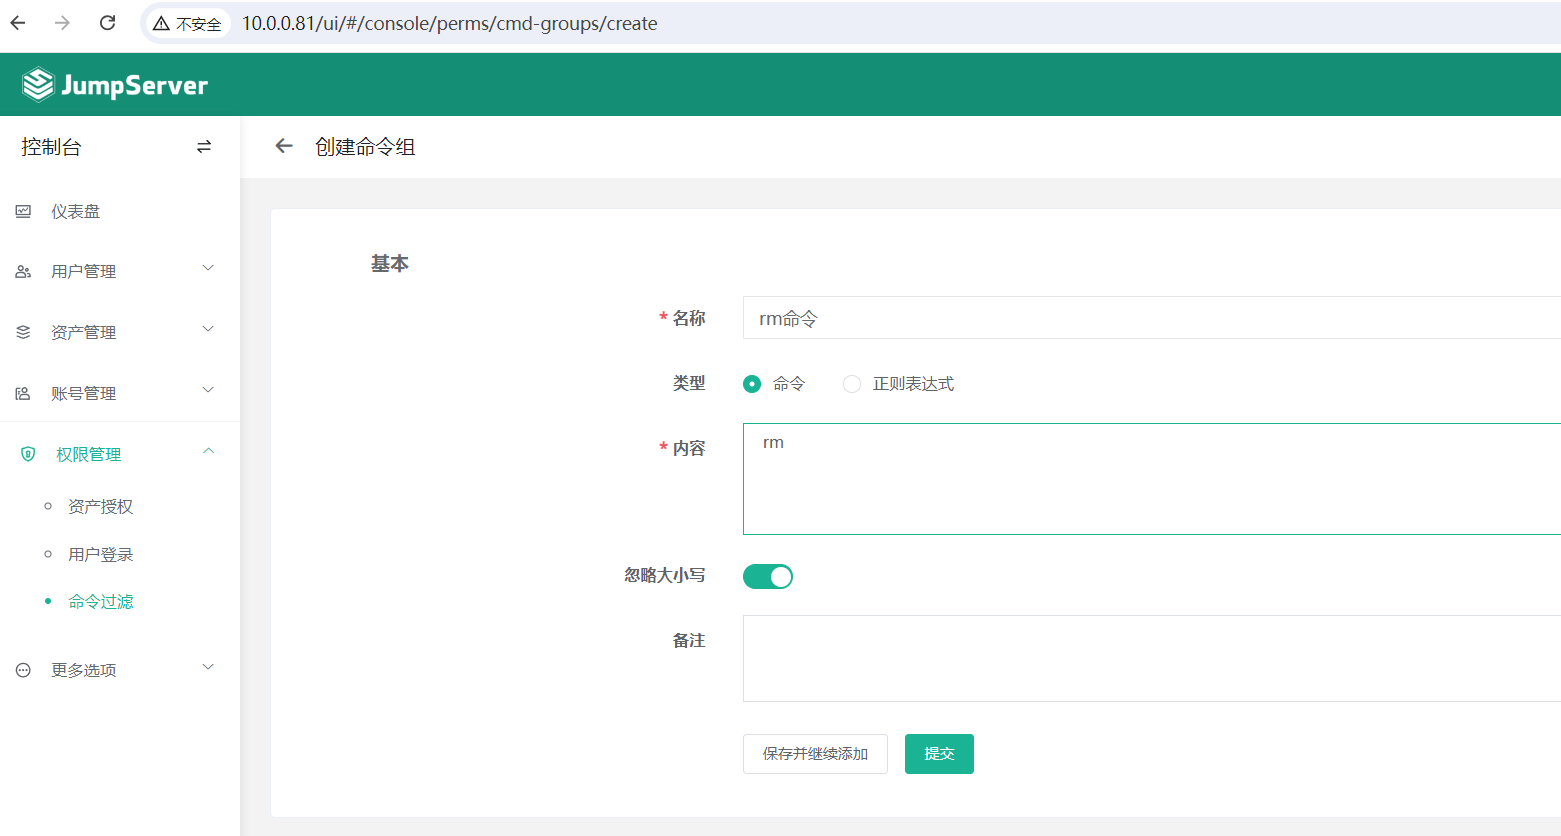 不安全 10.0.0.81/ui/#/console/perms/cmd-groups/create
JumpServer
控制台
创建命令组
仪表盘
用户管理
资产管理
账号管理
权限管理
资产授权
用户登录
命令过滤
更多选项
基本
* 名称 rm命令
类型 命令 正则表达式
* 内容 rm
忽略大小写
备注
保存并继续添加 提交